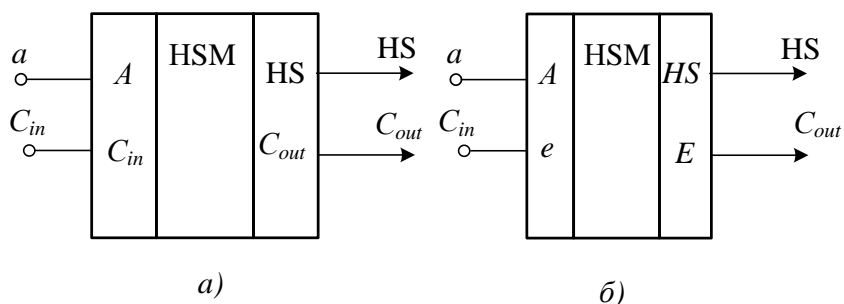 a A HSM HS HS
C_in C_in C_out C_out
а)
a A HSM HS HS
C_in e E C_out
б)